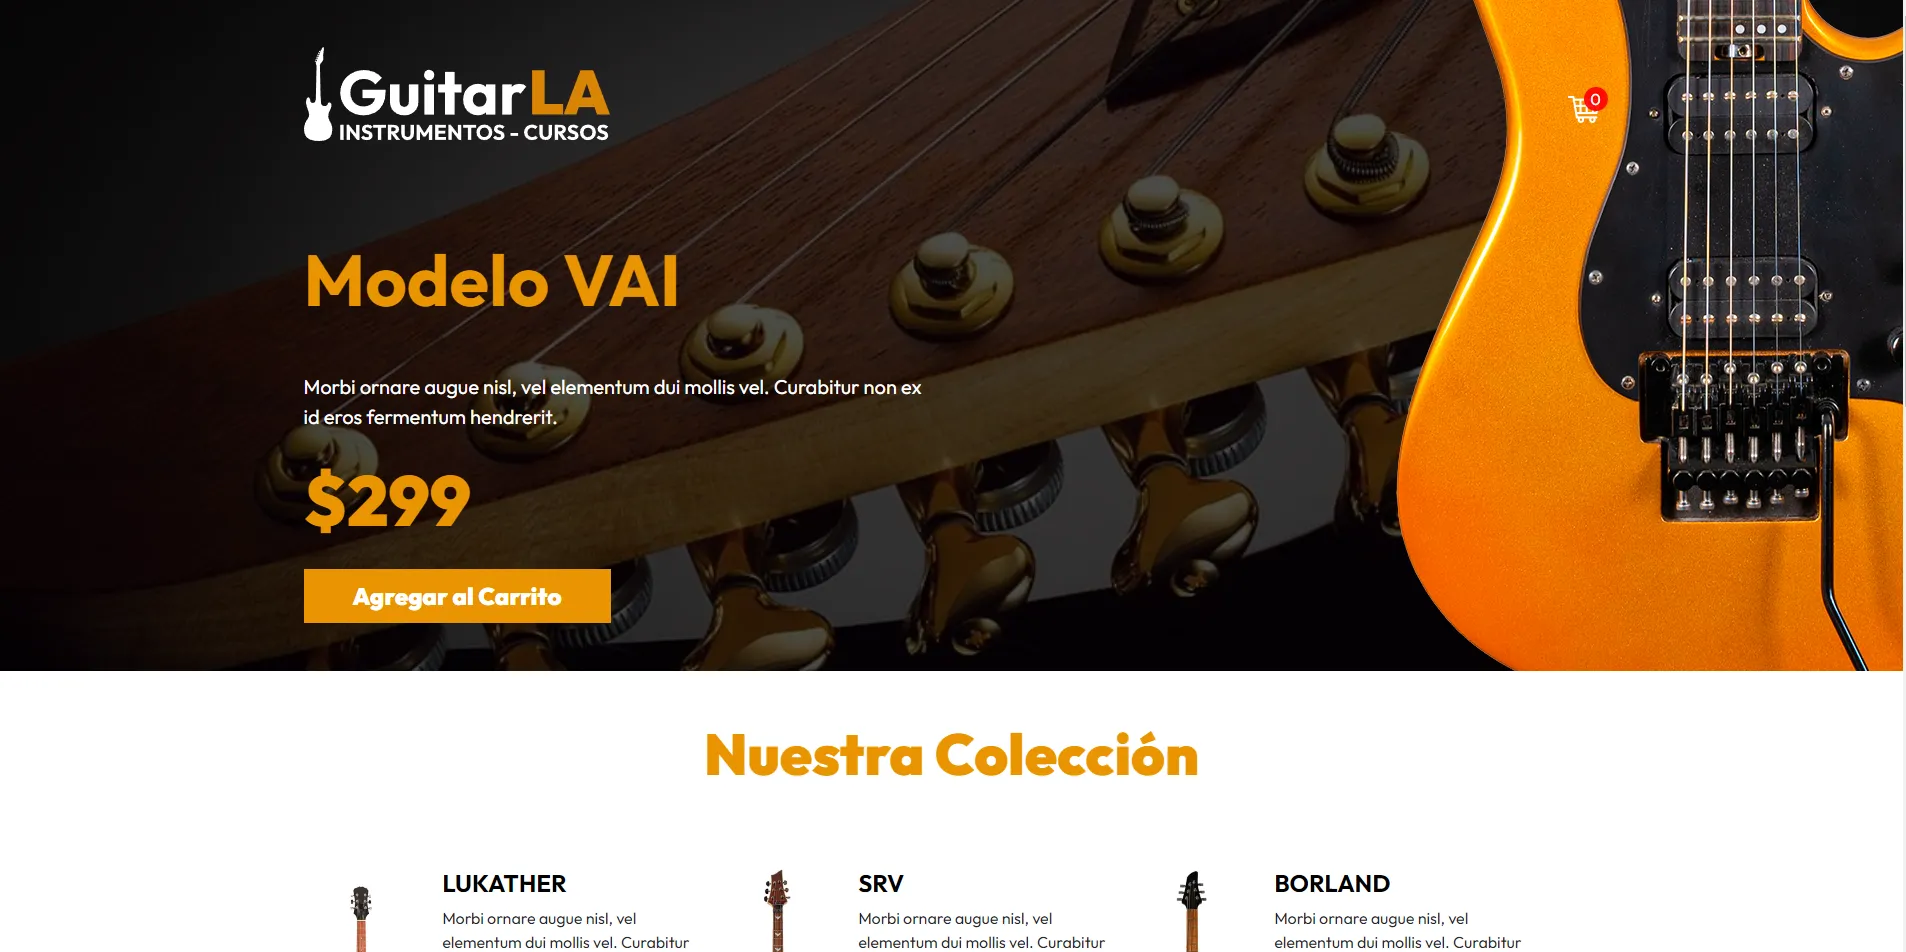 GuitarLA
INSTRUMENTOS - CURSOS
0
Modelo VAI
Morbi ornare augue nisl, vel elementum dui mollis vel. Curabitur non ex
id eros fermentum hendrerit.
$299
Agregar al Carrito
Nuestra Colección
LUKATHER
Morbi ornare augue nisl, vel
elementum dui mollis vel. Curabitur
SRV
Morbi ornare augue nisl, vel
elementum dui mollis vel. Curabitur
BORLAND
Morbi ornare augue nisl, vel
elementum dui mollis vel. Curabitur